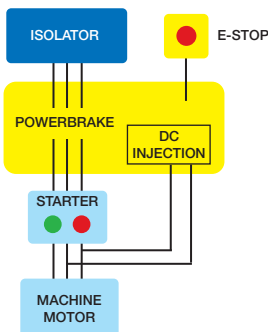 ISOLATOR
E-STOP
POWERBRAKE
DC
INJECTION
STARTER
MACHINE
MOTOR